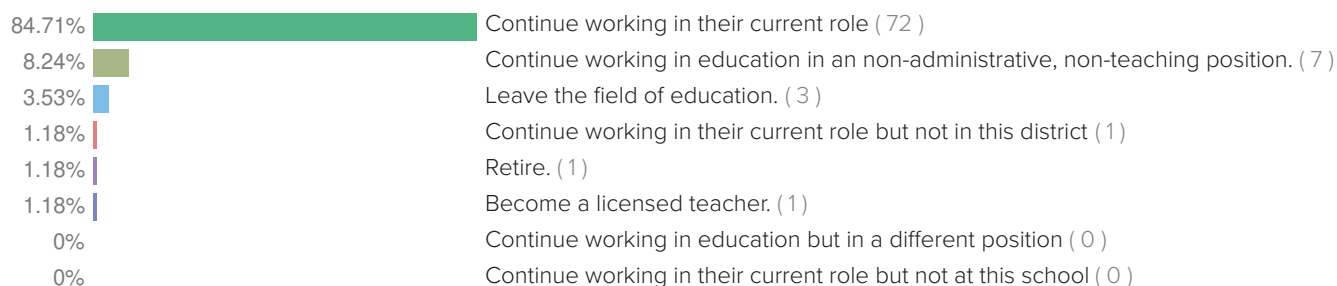 84.71% Continue working in their current role ( 72 )
8.24% Continue working in education in an non-administrative, non-teaching position. ( 7 )
3.53% Leave the field of education. ( 3 )
1.18% Continue working in their current role but not in this district ( 1 )
1.18% Retire. ( 1 )
1.18% Become a licensed teacher. ( 1 )
0% Continue working in education but in a different position ( 0 )
0% Continue working in their current role but not at this school ( 0 )